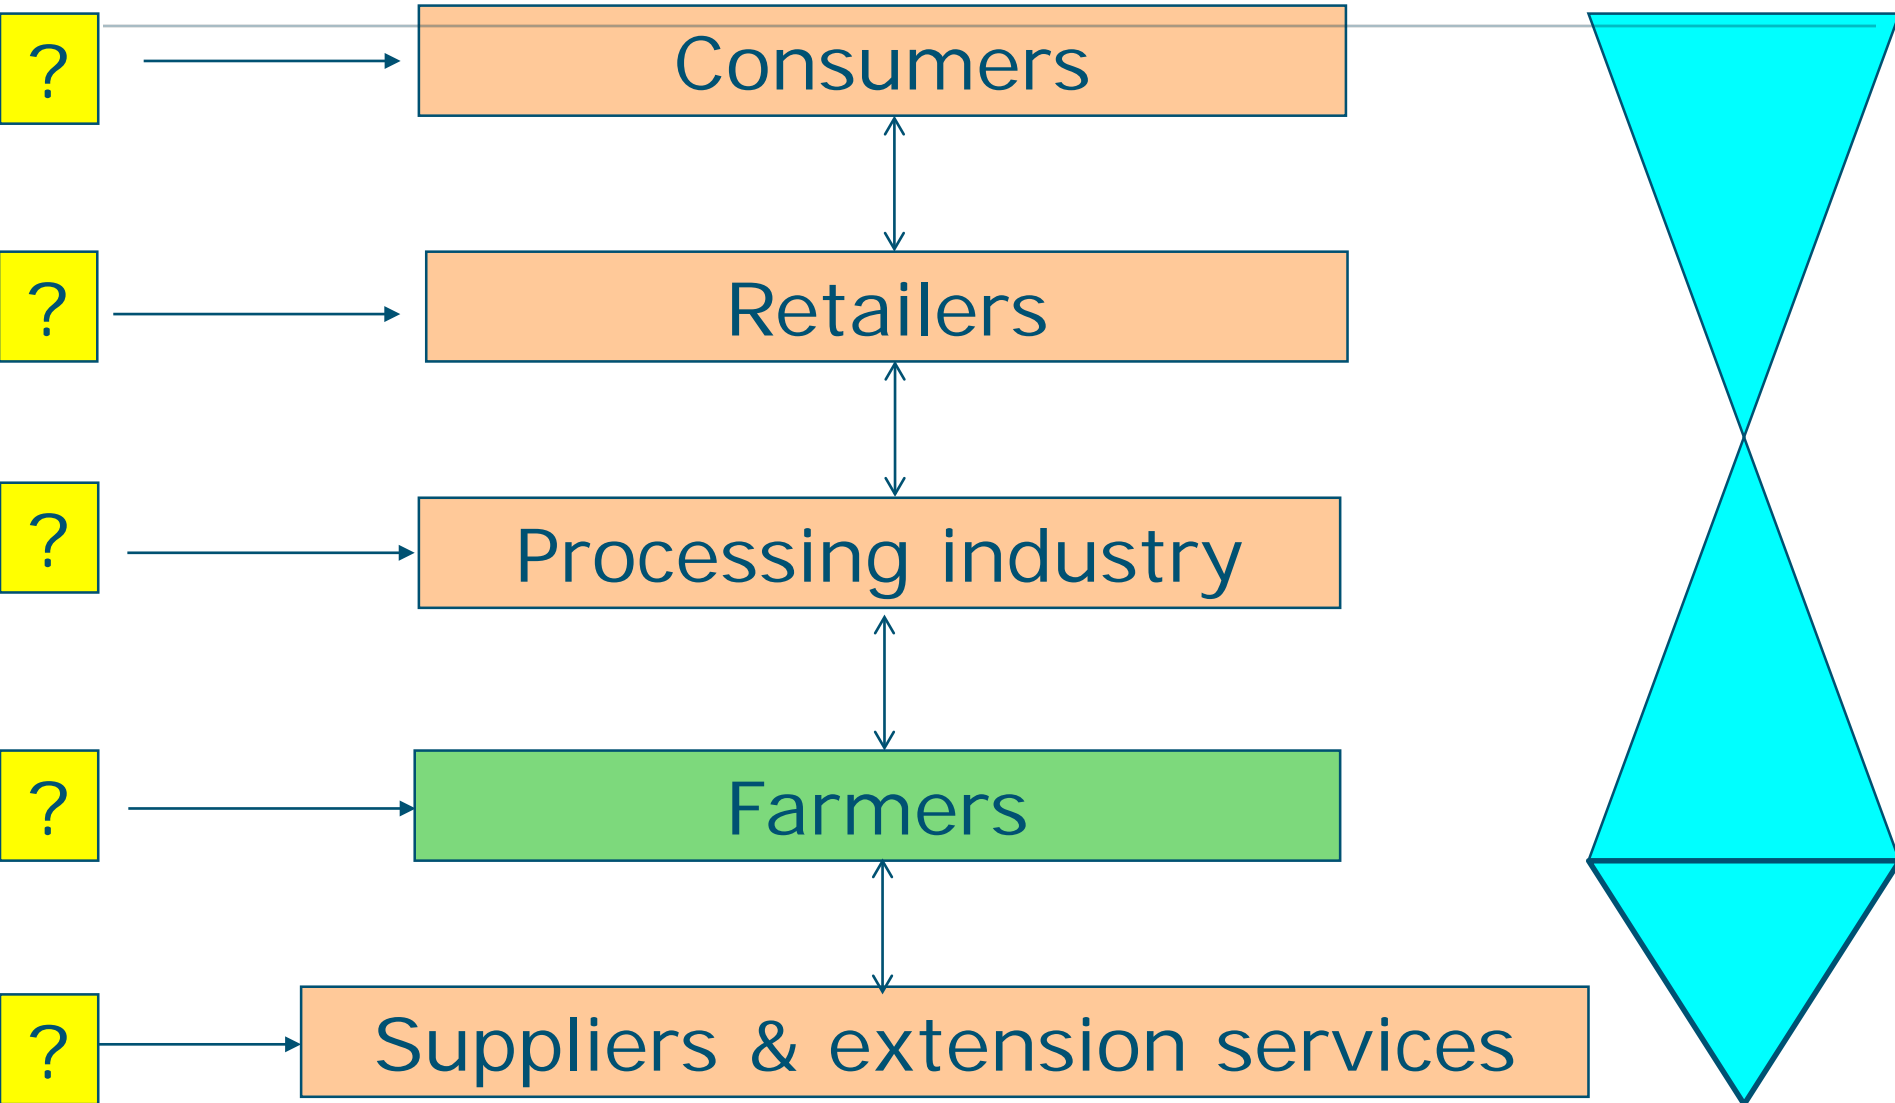 ? Consumers
? Retailers
? Processing industry
? Farmers
? Suppliers & extension services